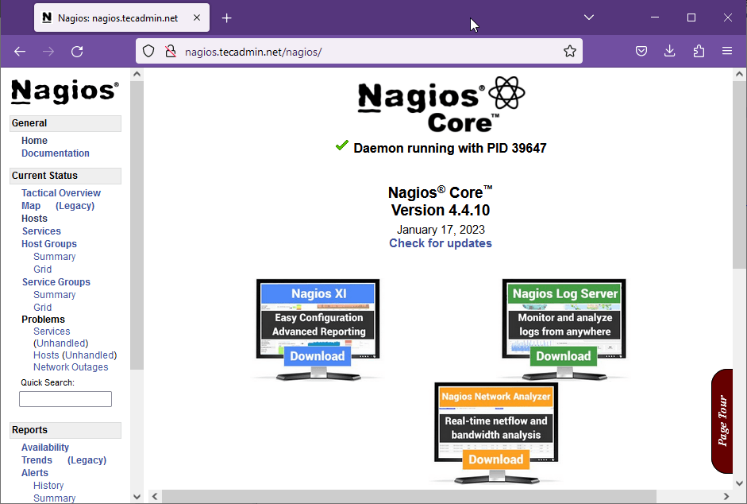 Nagios: nagios.tecadmin.net
nagios.tecadmin.net/nagios/
Nagios®
General
Home
Documentation
Current Status
Tactical Overview
Map (Legacy)
Hosts
Services
Host Groups
Summary
Grid
Service Groups
Summary
Grid
Problems
Services
(Unhandled)
Hosts (Unhandled)
Network Outages
Quick Search:
Reports
Availability
Trends (Legacy)
Alerts
History
Summary
Nagios®
Core™
Daemon running with PID 39647
Nagios® Core™
Version 4.4.10
January 17, 2023
Check for updates
Nagios XI
Easy Configuration
Advanced Reporting
Download
Nagios Log Server
Monitor and analyze
logs from anywhere
Download
Nagios Network Analyzer
Real-time netflow and
bandwidth analysis
Download
Page Tour